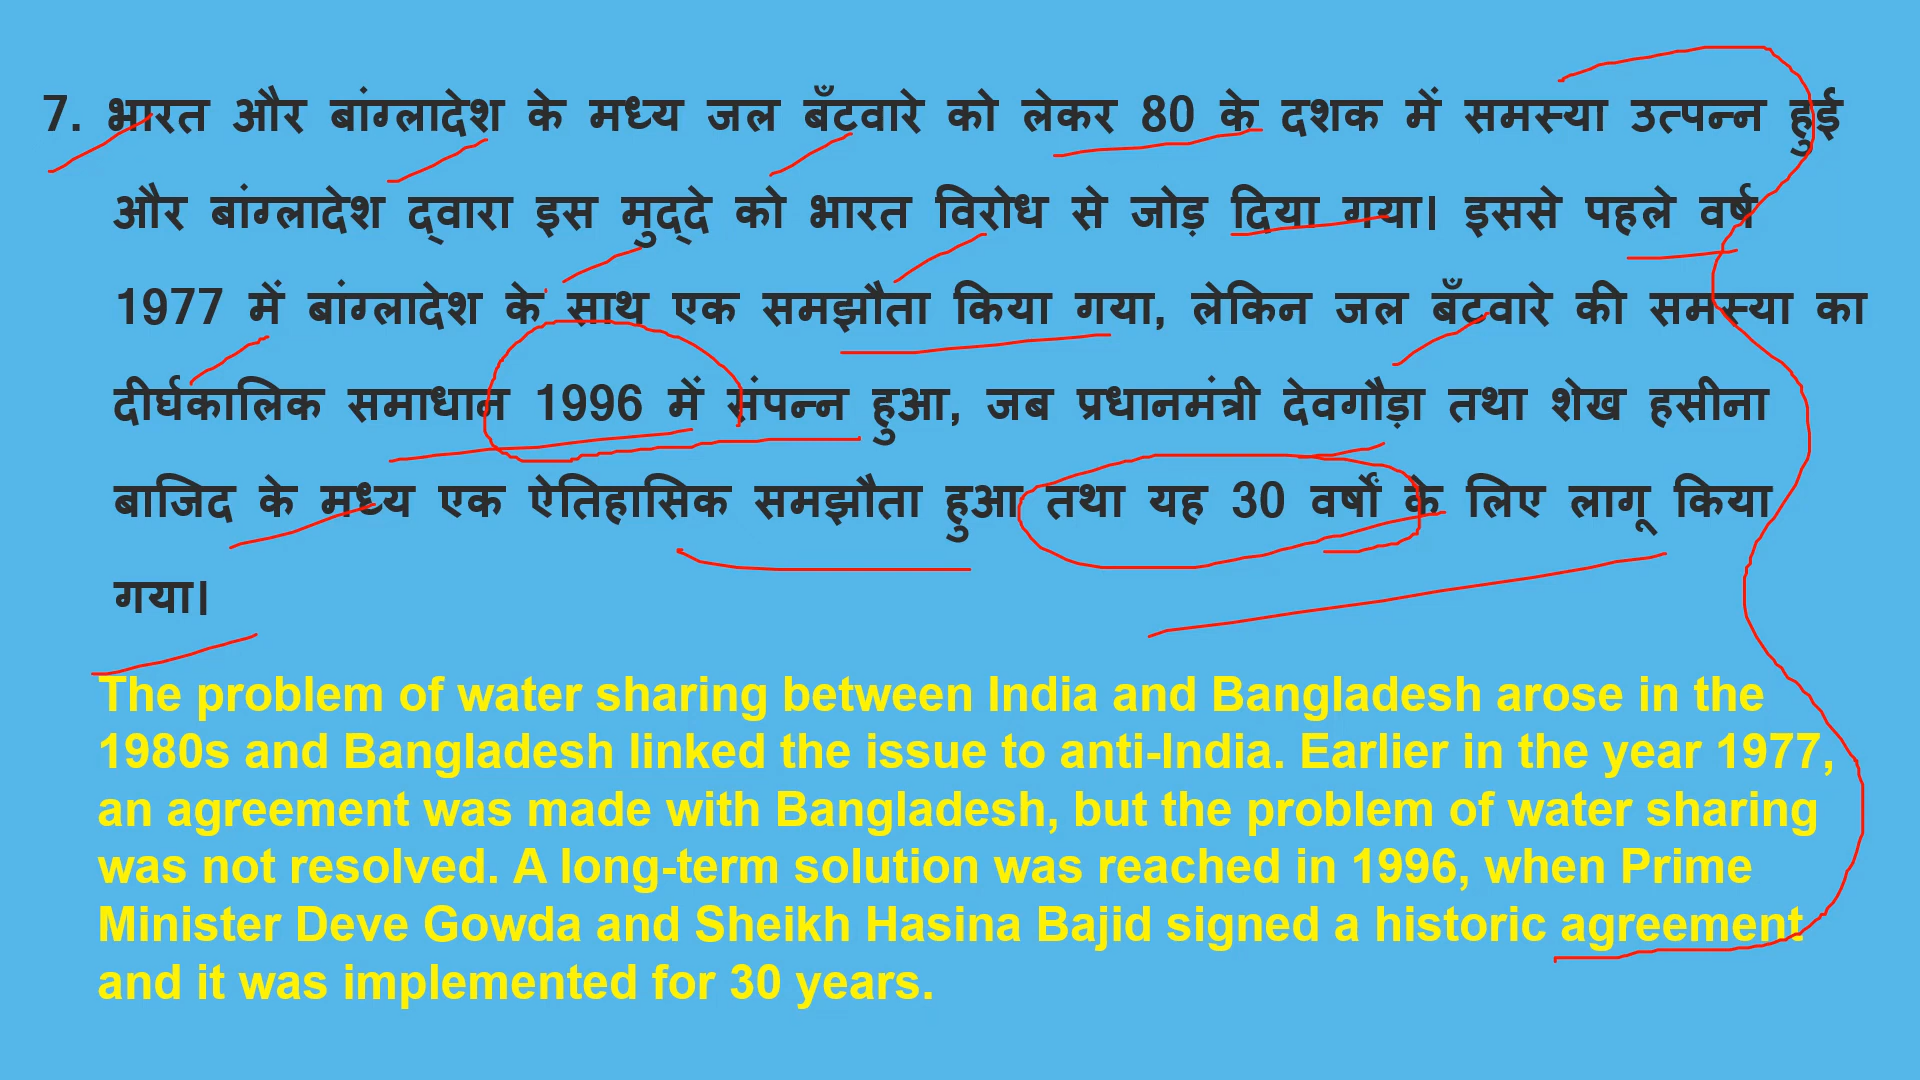 7. भारत और बांग्लादेश के मध्य जल बँटवारे को लेकर 80 के दशक में समस्या उत्पन्न हुई
और बांग्लादेश द्वारा इस मुद्दे को भारत विरोध से जोड़ दिया गया। इससे पहले वर्ष
1977 में बांग्लादेश के साथ एक समझौता किया गया, लेकिन जल बँटवारे की समस्या का
दीर्घकालिक समाधान 1996 में संपन्न हुआ, जब प्रधानमंत्री देवगौड़ा तथा शेख हसीना
बाजिद के मध्य एक ऐतिहासिक समझौता हुआ तथा यह 30 वर्षों के लिए लागू किया
गया।
The problem of water sharing between India and Bangladesh arose in the
1980s and Bangladesh linked the issue to anti-India. Earlier in the year 1977,
an agreement was made with Bangladesh, but the problem of water sharing
was not resolved. A long-term solution was reached in 1996, when Prime
Minister Deve Gowda and Sheikh Hasina Bajid signed a historic agreement
and it was implemented for 30 years.